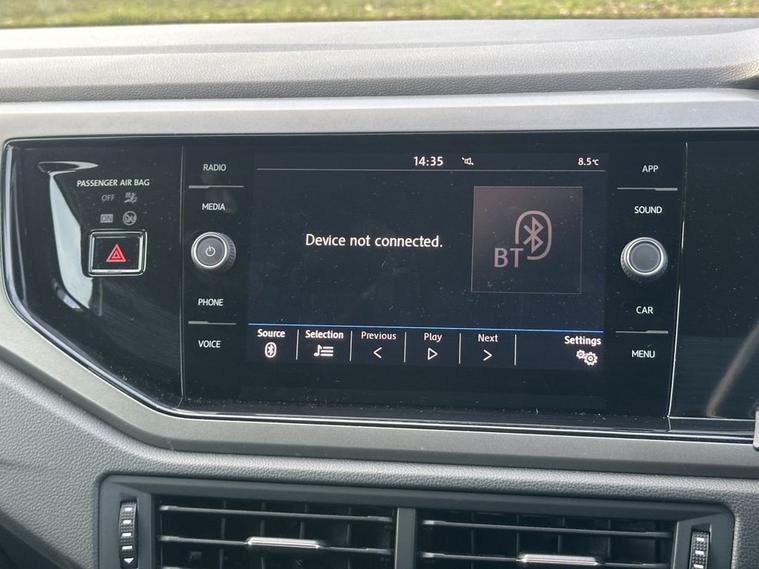 PASSENGER AIR BAG
OFF
ON
RADIO
MEDIA
PHONE
VOICE
14:35
8.5°C
Device not connected.
BT
Source
Selection
Previous
Play
Next
Settings
APP
SOUND
CAR
MENU